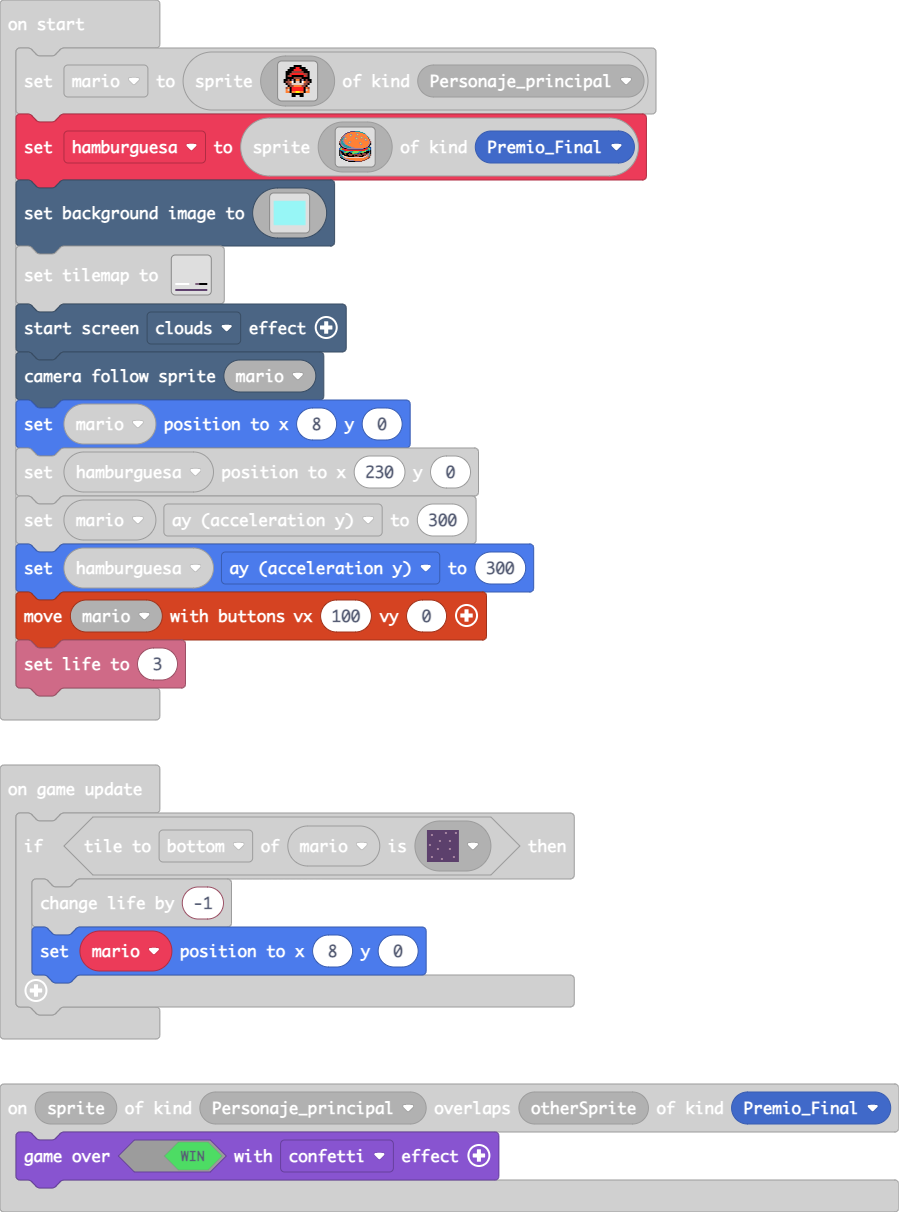 on start
set mario to sprite of kind Personaje_principal
set hamburguesa to sprite of kind Premio_Final
set background image to
set tilemap to
start screen clouds effect
camera follow sprite mario
set mario position to x 8 y 0
set hamburguesa position to x 230 y 0
set mario ay (acceleration y) to 300
set hamburguesa ay (acceleration y) to 300
move mario with buttons vx 100 vy 0
set life to 3
on game update
if tile to bottom of mario is then
change life by -1
set mario position to x 8 y 0
on sprite of kind Personaje_principal overlaps otherSprite of kind Premio_Final
game over WIN with confetti effect